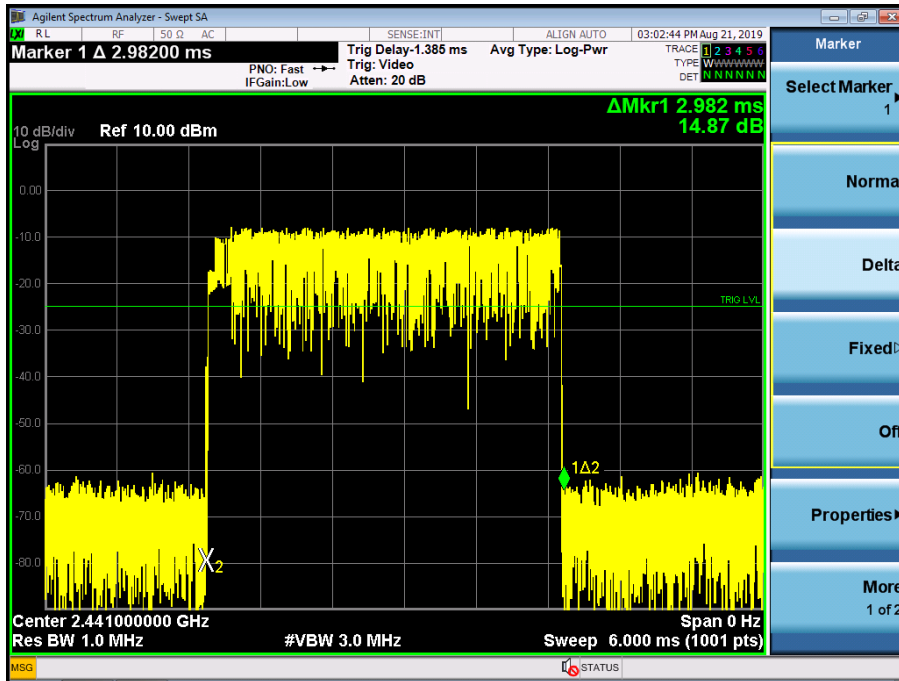 Agilent Spectrum Analyzer - Swept SA
LXI RL RF 50 Ω AC SENSE:INT ALIGN AUTO 03:02:44 PM Aug 21, 2019
Marker 1 Δ 2.98200 ms
PNO: Fast
IFGain:Low
Trig Delay-1.385 ms
Trig: Video
Atten: 20 dB
Avg Type: Log-Pwr
TRACE 1 2 3 4 5 6
TYPE WWWWWW
DET N N N N N N
ΔMkr1 2.982 ms
14.87 dB
10 dB/div Ref 10.00 dBm
Log
0.00
-10.0
-20.0
TRIG LVL
-30.0
-40.0
-50.0
-60.0
1Δ2
-70.0
-80.0
X2
Center 2.441000000 GHz Span 0 Hz
Res BW 1.0 MHz #VBW 3.0 MHz Sweep 6.000 ms (1001 pts)
MSG STATUS
Marker
Select Marker
1
Norma
Delta
Fixed
Off
Properties
More
1 of 2